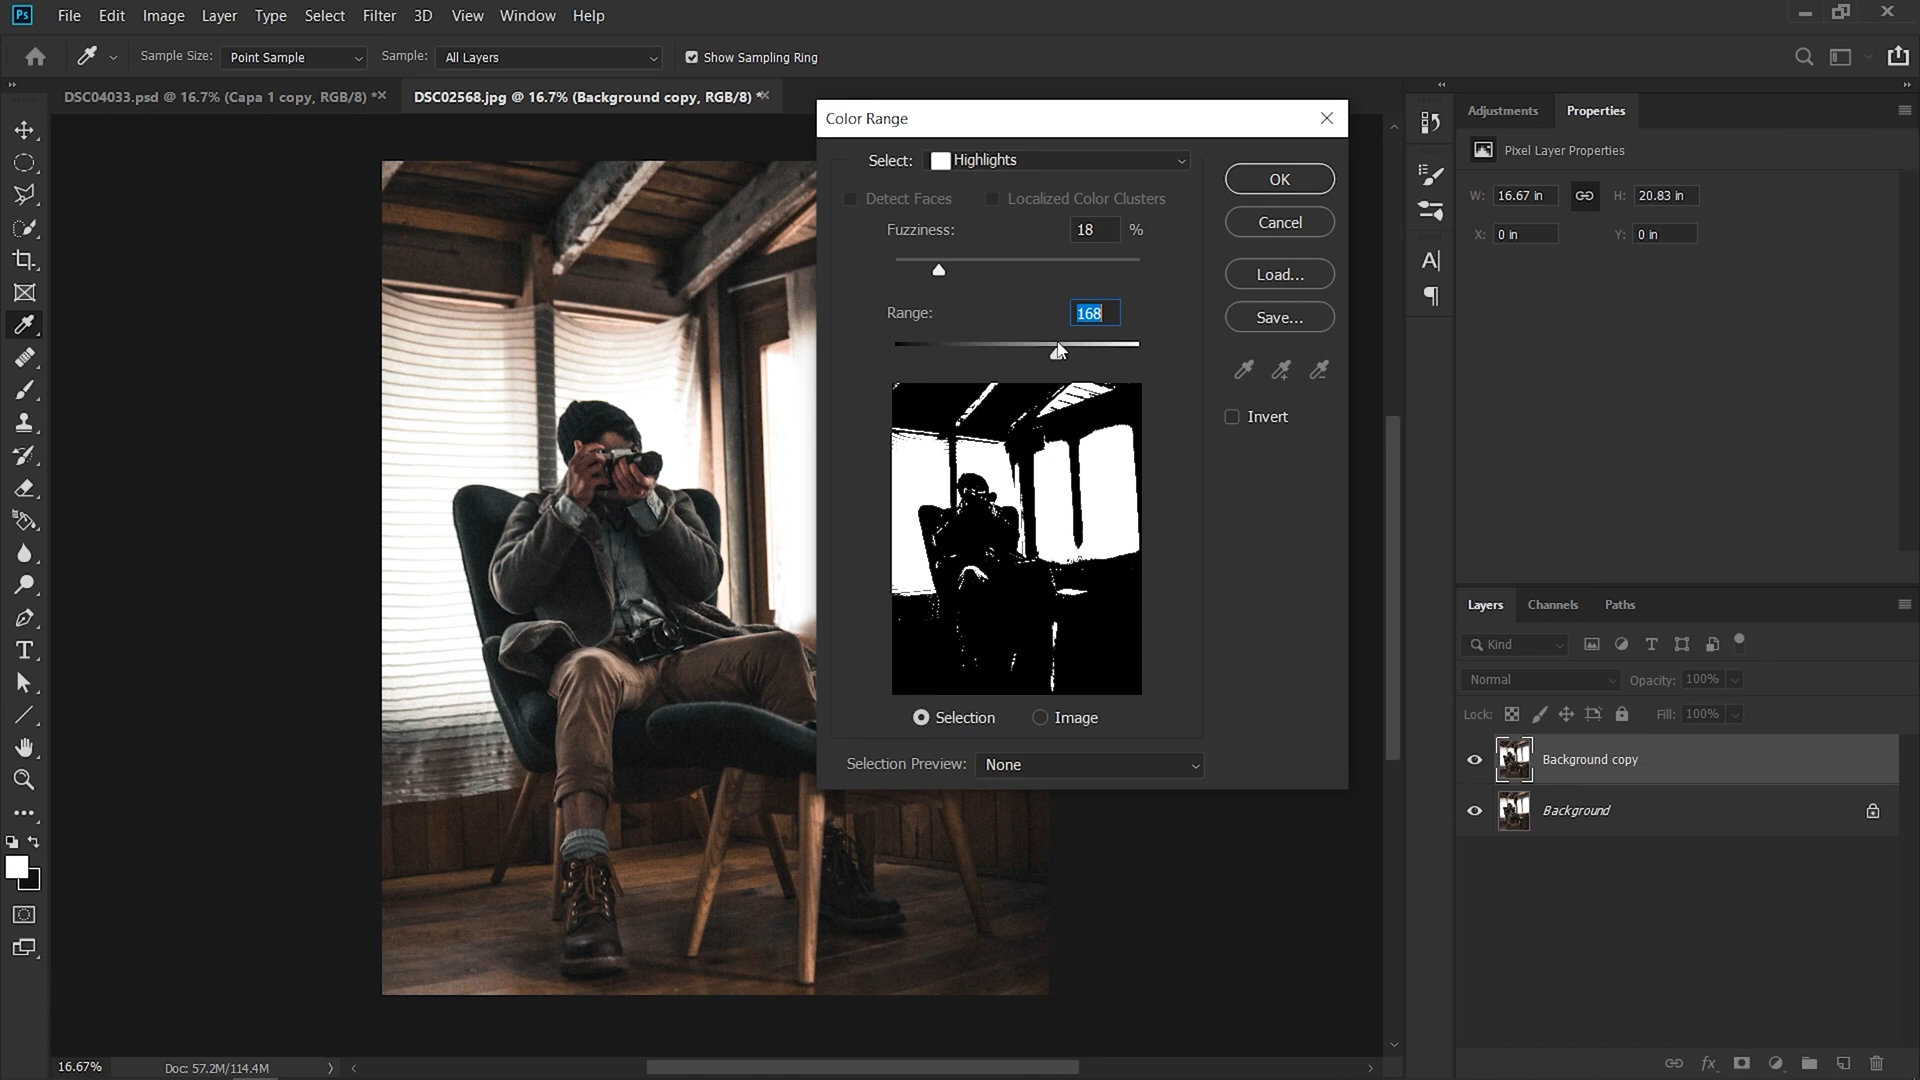 Ps File Edit Image Layer Type Select Filter 3D View Window Help
Sample Size: Point Sample Sample: All Layers Show Sampling Ring
DSC04033.psd @ 16.7% (Capa 1 copy, RGB/8) * DSC02568.jpg @ 16.7% (Background copy, RGB/8) *
Color Range
Select: Highlights
Detect Faces Localized Color Clusters
Fuzziness: 18 %
Range: 168
OK
Cancel
Load...
Save...
Invert
Selection Image
Selection Preview: None
Adjustments Properties
Pixel Layer Properties
W: 16.67 in H: 20.83 in
X: 0 in Y: 0 in
Layers Channels Paths
Kind
Normal Opacity: 100%
Lock: Fill: 100%
Background copy
Background
16.67% Doc: 57.2M/114.4M